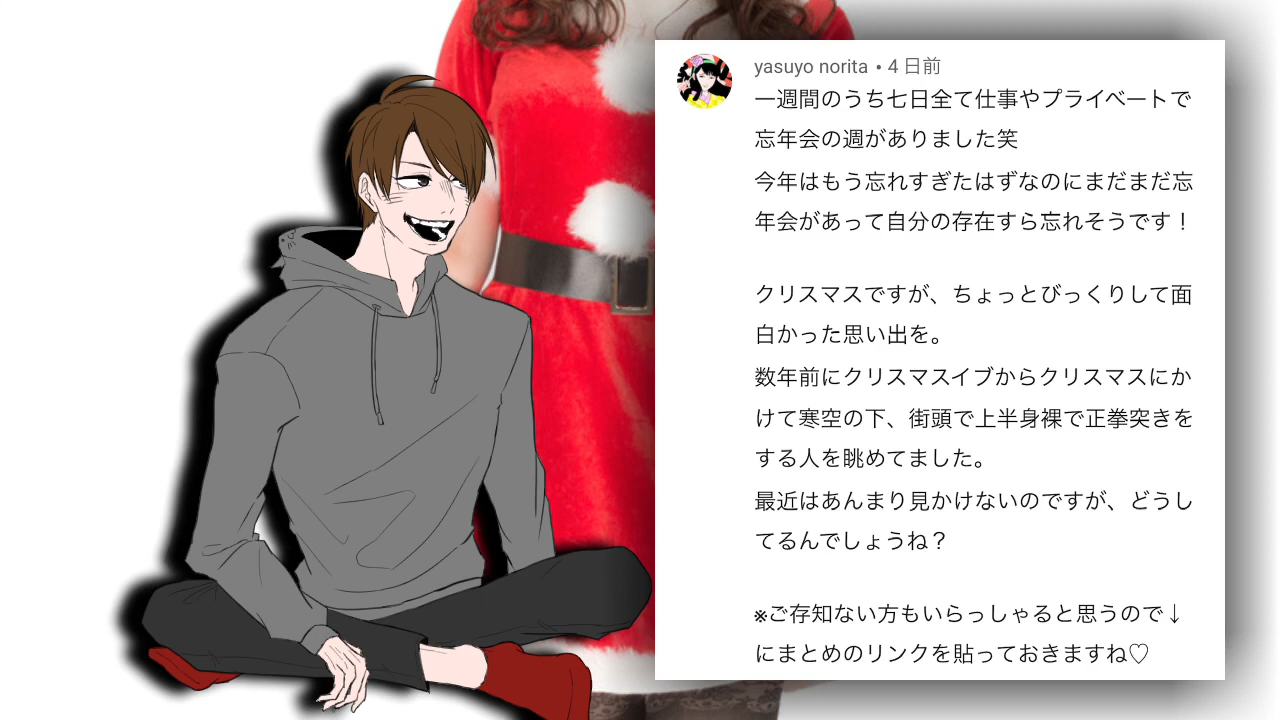 yasuyo norita • 4 日前
一週間のうち七日全て仕事やプライベートで
忘年会の週がありました笑
今年はもう忘れすぎたはずなのにまだまだ忘
年会があって自分の存在すら忘れそうです！
クリスマスですが、ちょっとびっくりして面
白かった思い出を。
数年前にクリスマスイブからクリスマスにか
けて寒空の下、街頭で上半身裸で正拳突きを
する人を眺めてました。
最近はあんまり見かけないのですが、どうし
てるんでしょうね？
※ご存知ない方もいらっしゃると思うので↓
にまとめのリンクを貼っておきますね♡